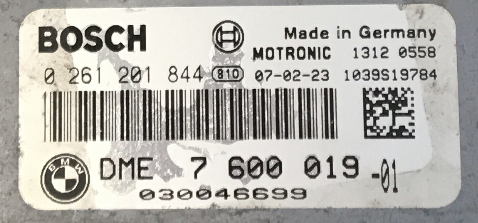 BOSCH Made in Germany
MOTRONIC 1312 0558
0 261 201 844 810 07-02-23 1039S19784
BMW DME 7 600 019 -01
030046699